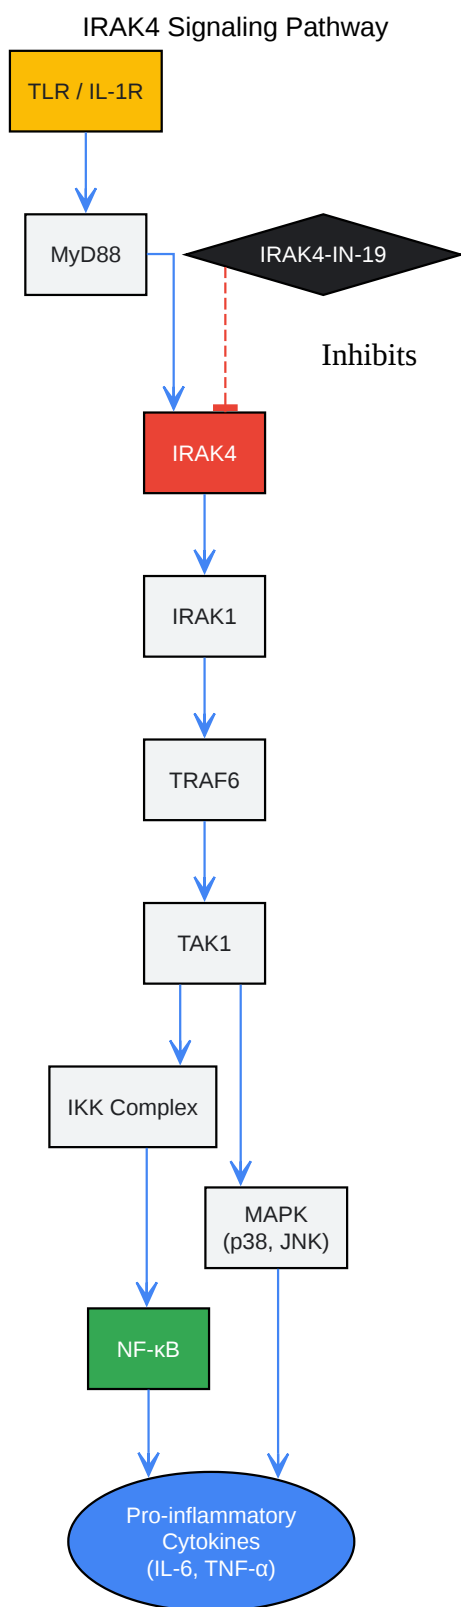 IRAK4 Signaling Pathway
TLR / IL-1R
MyD88
IRAK4-IN-19
Inhibits
IRAK4
IRAK1
TRAF6
TAK1
IKK Complex
MAPK
(p38, JNK)
NF-κB
Pro-inflammatory
Cytokines
(IL-6, TNF-α)